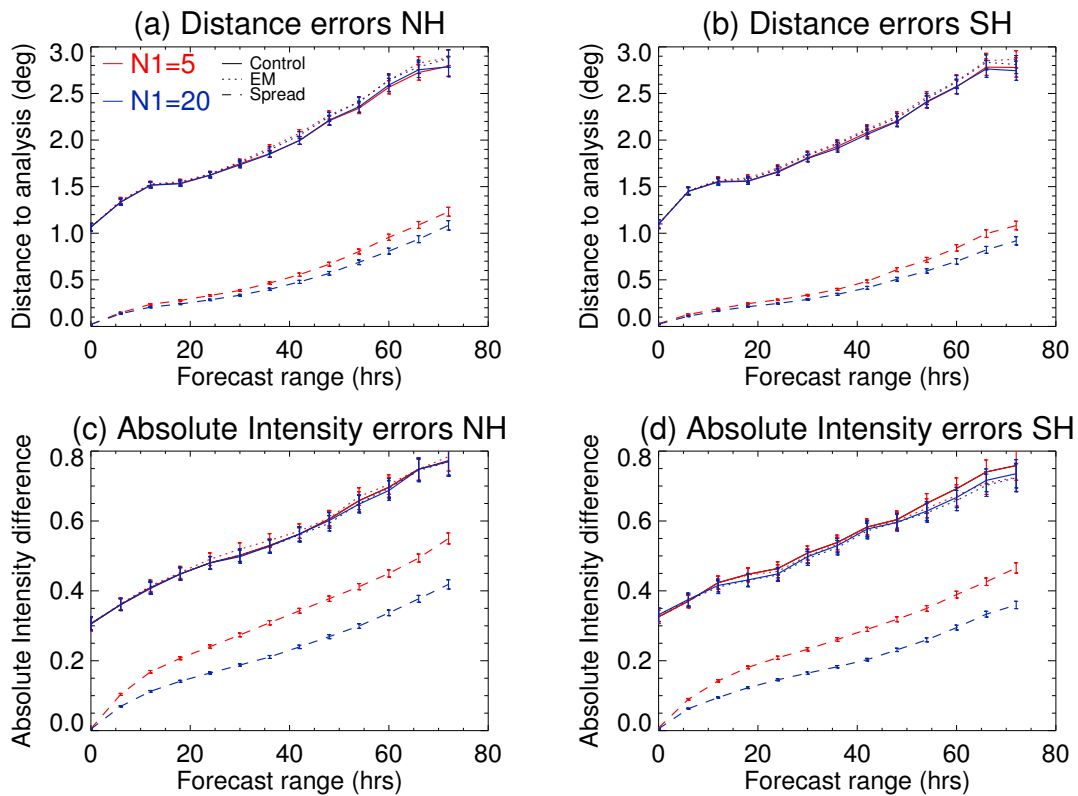 (a) Distance errors NH
N1=5
N1=20
Control
EM
Spread
Distance to analysis (deg)
3.0
2.5
2.0
1.5
1.0
0.5
0.0
0 20 40 60 80
Forecast range (hrs)
(b) Distance errors SH
Distance to analysis (deg)
3.0
2.5
2.0
1.5
1.0
0.5
0.0
0 20 40 60 80
Forecast range (hrs)
(c) Absolute Intensity errors NH
Absolute Intensity difference
0.8
0.6
0.4
0.2
0.0
0 20 40 60 80
Forecast range (hrs)
(d) Absolute Intensity errors SH
Absolute Intensity difference
0.8
0.6
0.4
0.2
0.0
0 20 40 60 80
Forecast range (hrs)